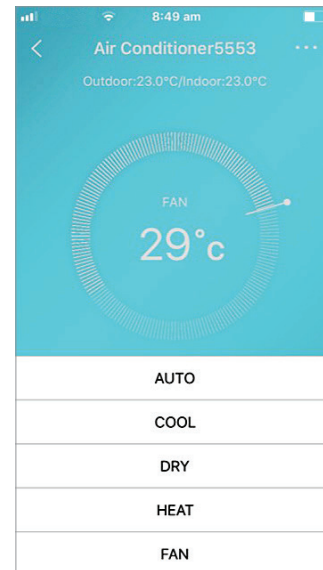 8:49 am
Air Conditioner5553
Outdoor:23.0°C/Indoor:23.0°C
FAN
29°c
AUTO
COOL
DRY
HEAT
FAN